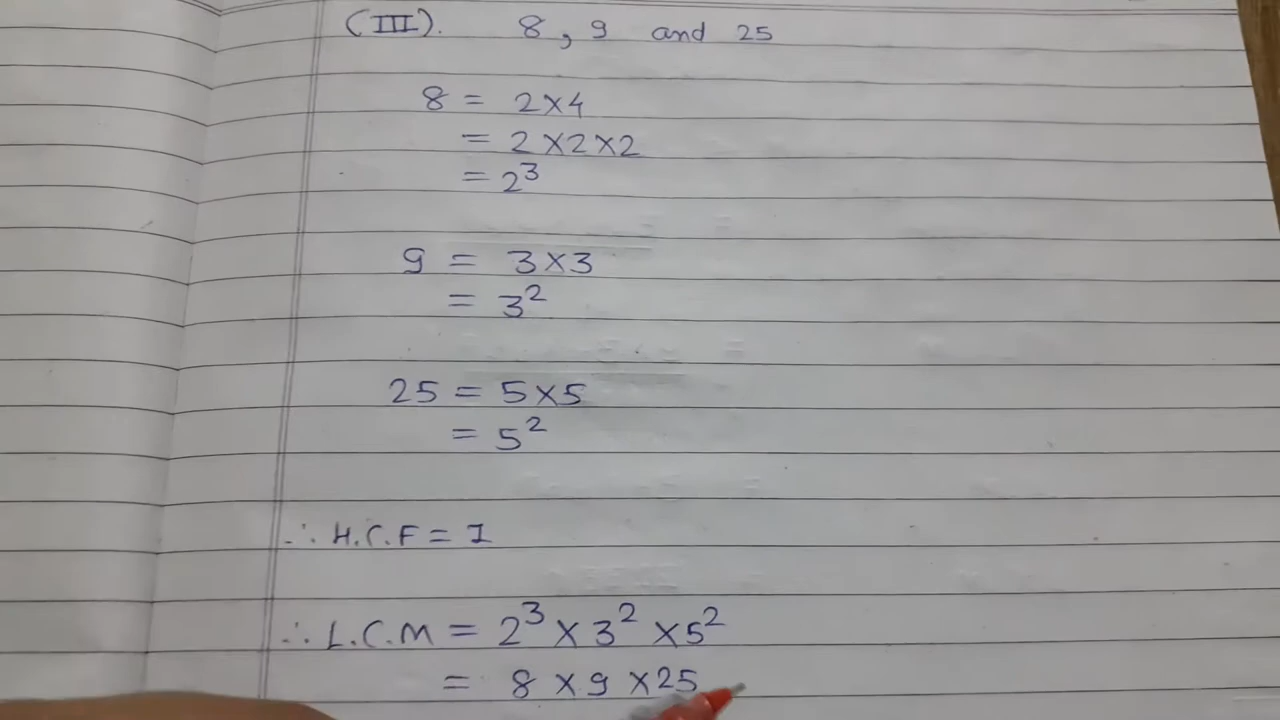 (III). 8, 9 and 25
8 = 2×4
= 2×2×2
= 2³
9 = 3×3
= 3²
25 = 5×5
= 5²
∴ H.C.F = 1
∴ L.C.M = 2³ × 3² × 5²
= 8 × 9 × 25